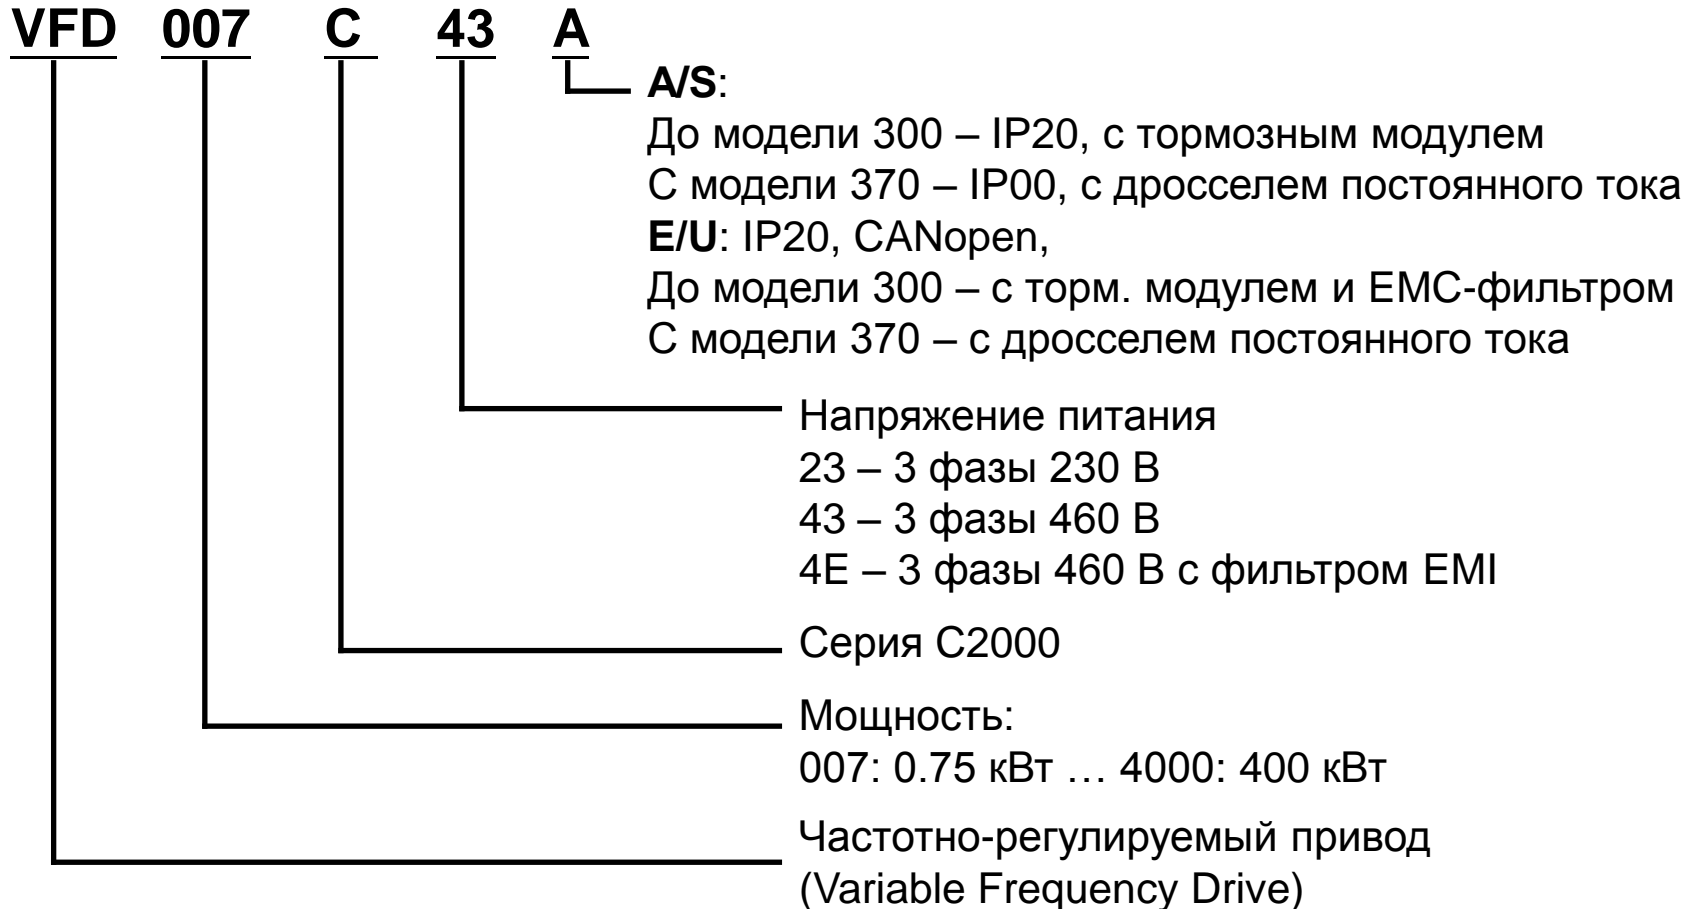 VFD 007 C 43 A
A/S:
До модели 300 – IP20, с тормозным модулем
С модели 370 – IP00, с дросселем постоянного тока
E/U: IP20, CANopen,
До модели 300 – с торм. модулем и ЕМС-фильтром
С модели 370 – с дросселем постоянного тока
Напряжение питания
23 – 3 фазы 230 В
43 – 3 фазы 460 В
4E – 3 фазы 460 В с фильтром EMI
Серия C2000
Мощность:
007: 0.75 кВт … 4000: 400 кВт
Частотно-регулируемый привод
(Variable Frequency Drive)